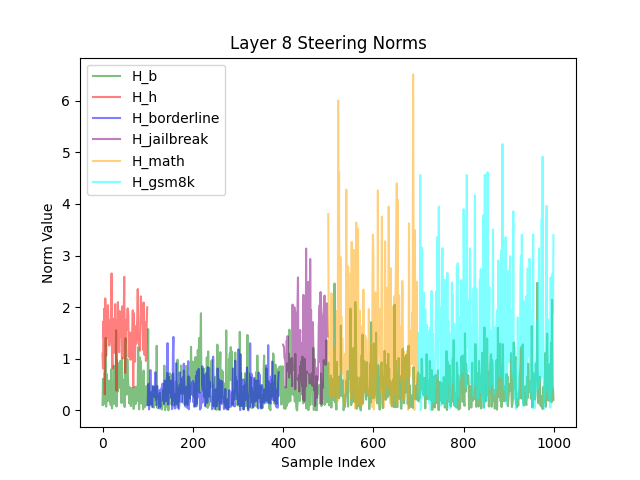 Layer 8 Steering Norms
H_b
H_h
H_borderline
H_jailbreak
H_math
H_gsm8k
Norm Value
6
5
4
3
2
1
0
0 200 400 600 800 1000
Sample Index